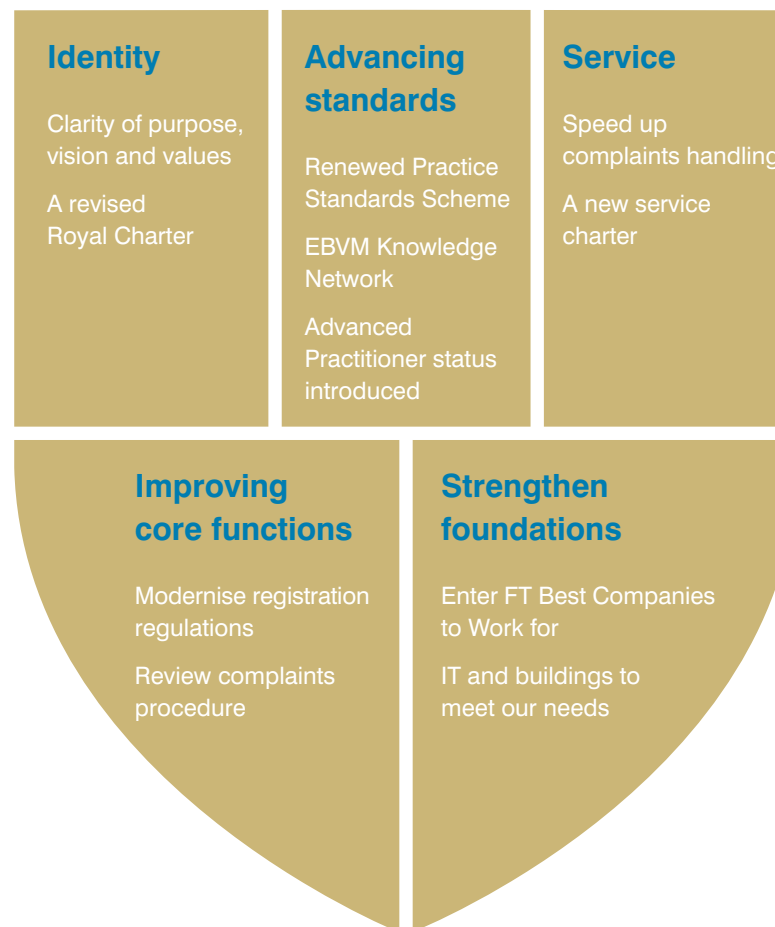 Identity
Clarity of purpose,
vision and values
A revised
Royal Charter
Advancing
standards
Renewed Practice
Standards Scheme
EBVM Knowledge
Network
Advanced
Practitioner status
introduced
Service
Speed up
complaints handling
A new service
charter
Improving
core functions
Modernise registration
regulations
Review complaints
procedure
Strengthen
foundations
Enter FT Best Companies
to Work for
IT and buildings to
meet our needs